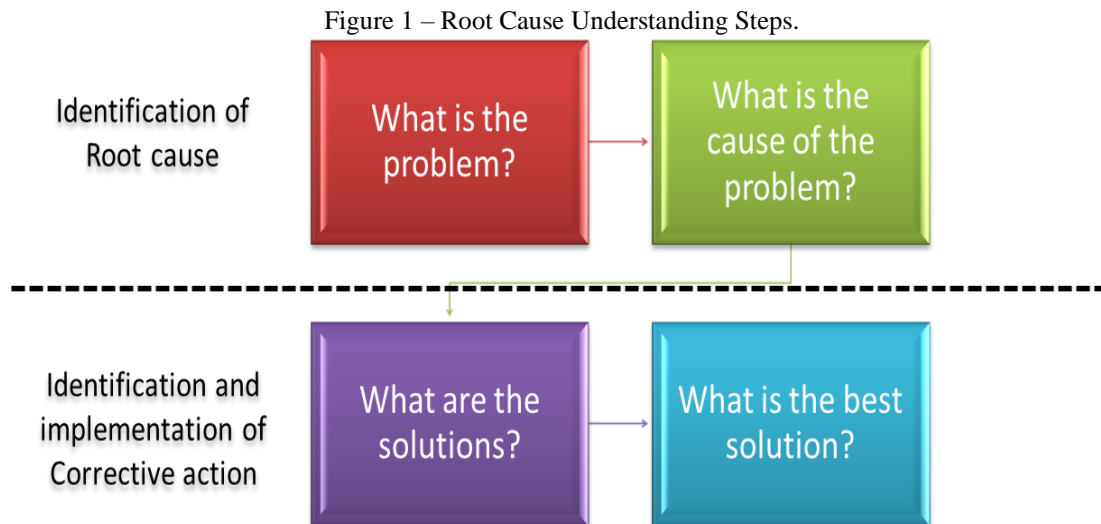 Figure 1 – Root Cause Understanding Steps.
Identification of
Root cause
What is the
problem?
What is the
cause of the
problem?
Identification and
implementation of
Corrective action
What are the
solutions?
What is the best
solution?